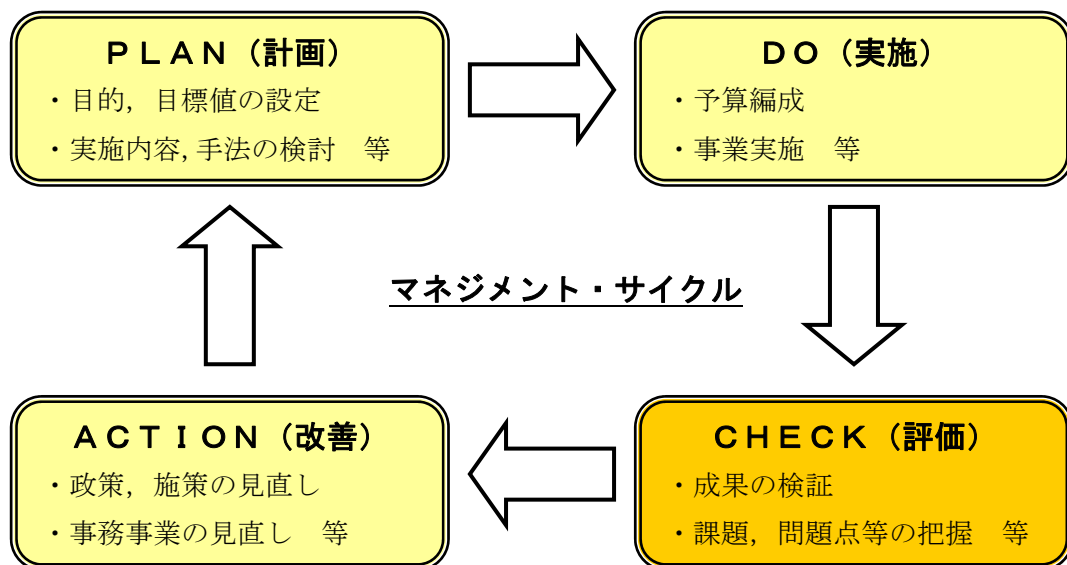 ＰＬＡＮ（計画）
・目的，目標値の設定
・実施内容,手法の検討　等
ＤＯ（実施）
・予算編成
・事業実施　等
マネジメント・サイクル
ＡＣＴＩＯＮ（改善）
・政策，施策の見直し
・事務事業の見直し　等
ＣＨＥＣＫ（評価）
・成果の検証
・課題，問題点等の把握　等